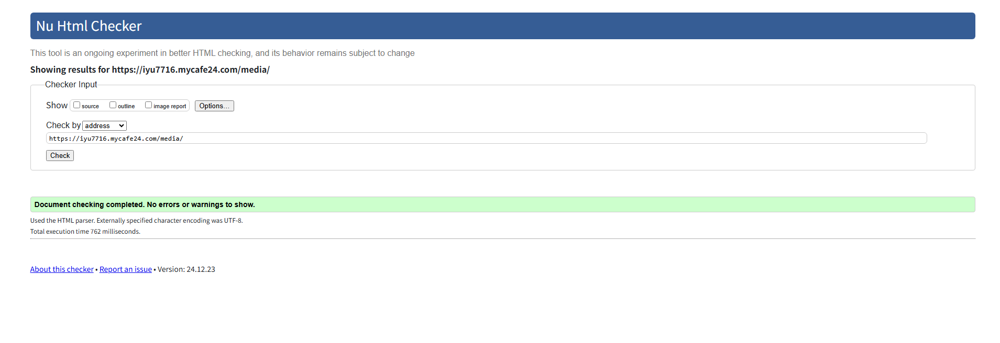 Nu Html Checker
This tool is an ongoing experiment in better HTML checking, and its behavior remains subject to change
Showing results for https://iyu7716.mycafe24.com/media/
Checker Input
Show source outline image report Options...
Check by address
https://iyu7716.mycafe24.com/media/
Check
Document checking completed. No errors or warnings to show.
Used the HTML parser. Externally specified character encoding was UTF-8.
Total execution time 762 milliseconds.
About this checker • Report an issue • Version: 24.12.23